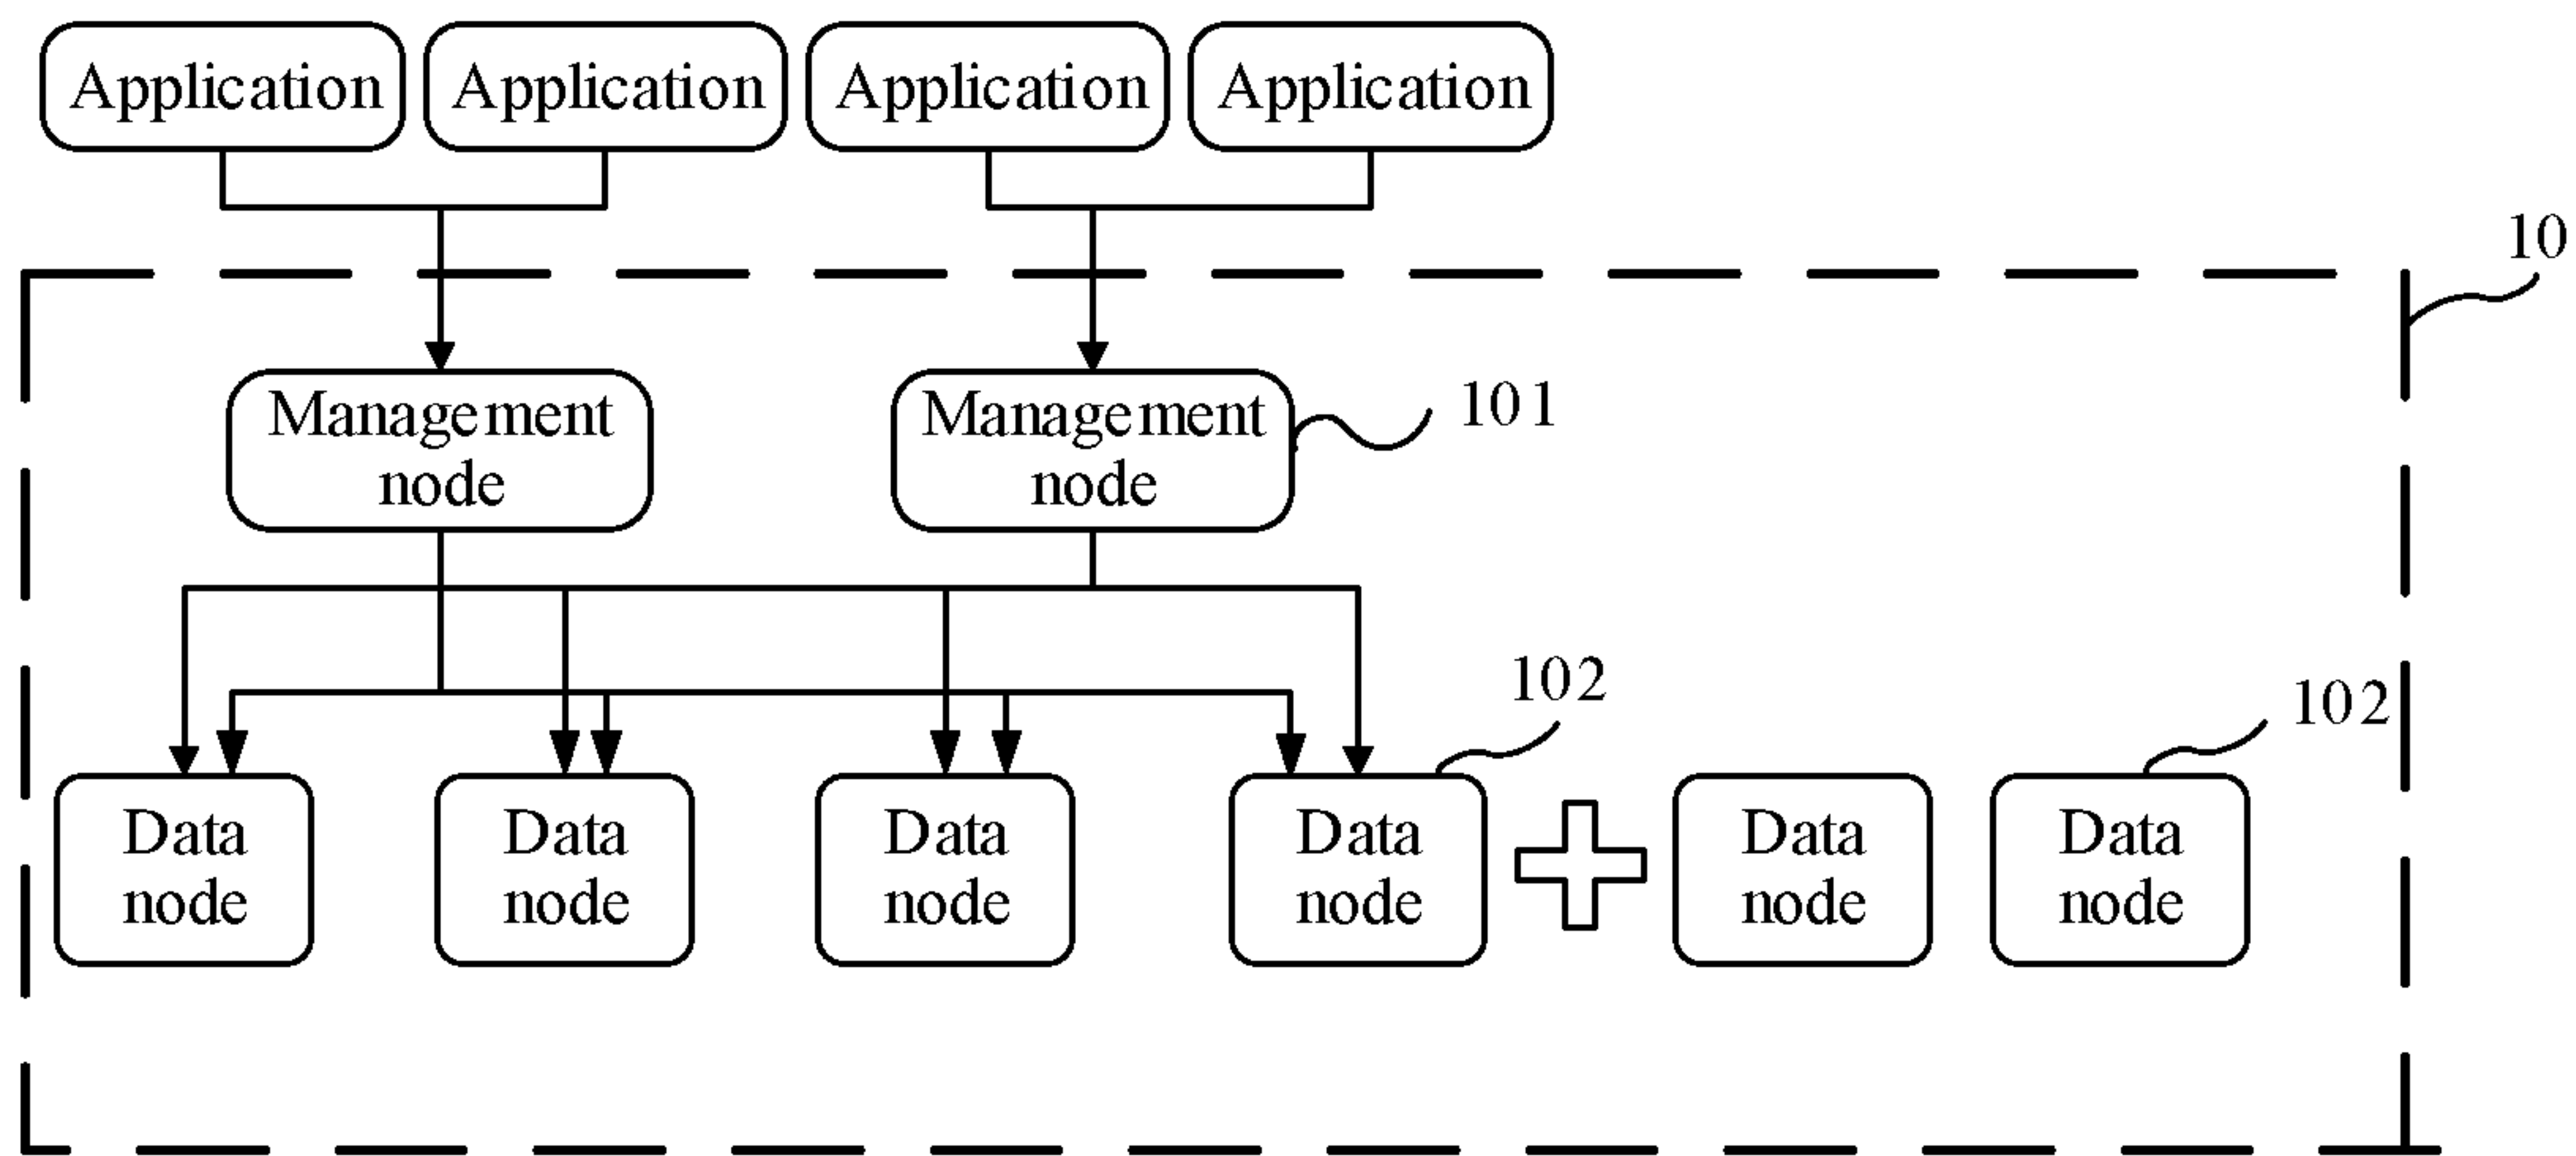 Application Application Application Application
10
Management
node
Management
node
101
102
102
Data
node
Data
node
Data
node
Data
node
Data
node
Data
node